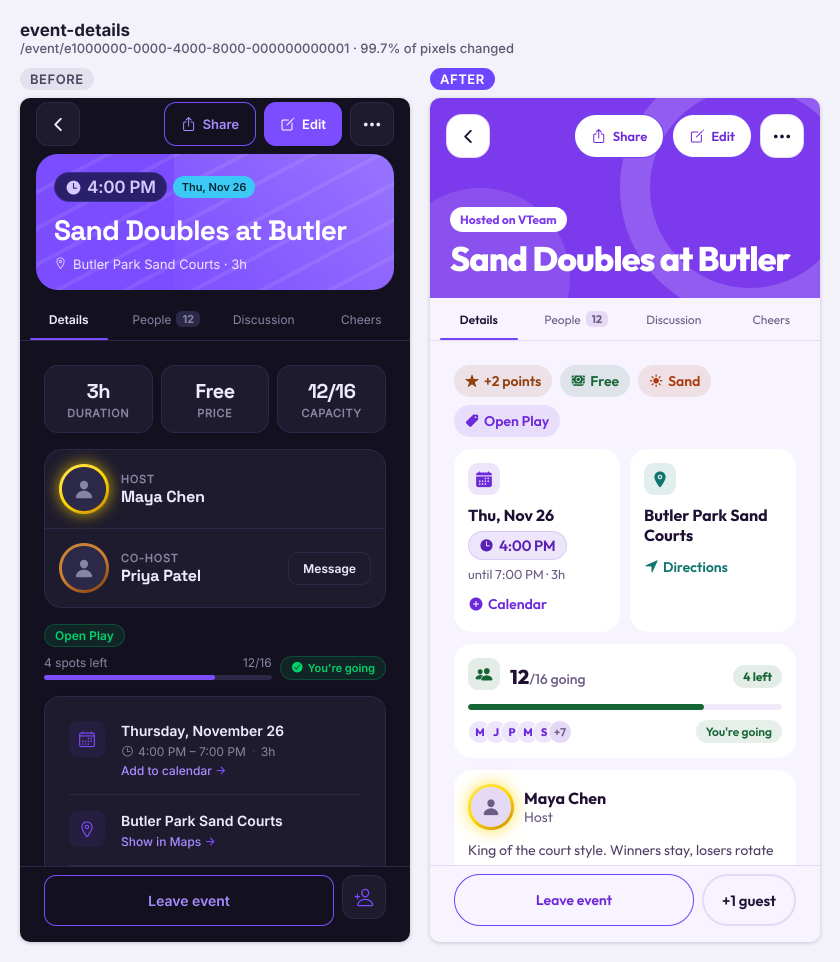 event-details
/event/e1000000-0000-4000-8000-000000000001 · 99.7% of pixels changed
BEFORE
Share
Edit
4:00 PM
Thu, Nov 26
Sand Doubles at Butler
Butler Park Sand Courts · 3h
Details
People 12
Discussion
Cheers
3h
DURATION
Free
PRICE
12/16
CAPACITY
HOST
Maya Chen
CO-HOST
Priya Patel
Message
Open Play
4 spots left
12/16
You're going
Thursday, November 26
4:00 PM – 7:00 PM · 3h
Add to calendar →
Butler Park Sand Courts
Show in Maps →
Leave event
AFTER
Share
Edit
Hosted on VTeam
Sand Doubles at Butler
Details
People 12
Discussion
Cheers
+2 points
Free
Sand
Open Play
Thu, Nov 26
4:00 PM
until 7:00 PM · 3h
Calendar
Butler Park Sand
Courts
Directions
12/16 going
4 left
M J P M S +7
You're going
Maya Chen
Host
King of the court style. Winners stay, losers rotate
Leave event
+1 guest